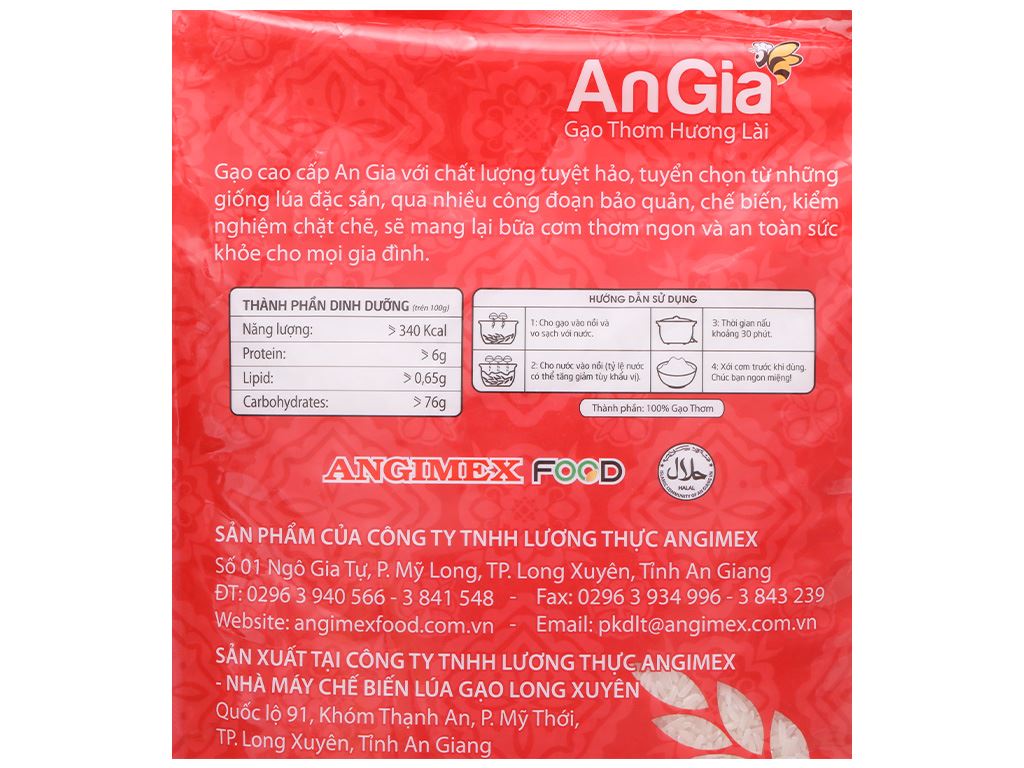 AnGia
Gạo Thơm Hương Lài
Gạo cao cấp An Gia với chất lượng tuyệt hảo, tuyển chọn từ những
giống lúa đặc sản, qua nhiều công đoạn bảo quản, chế biến, kiểm
nghiệm chặt chẽ, sẽ mang lại bữa cơm thơm ngon và an toàn sức
khỏe cho mọi gia đình.
THÀNH PHẦN DINH DƯỠNG (trên 100g)
Năng lượng: ⩾ 340 Kcal
Protein: ⩾ 6g
Lipid: ⩾ 0,65g
Carbohydrates: ⩾ 76g
HƯỚNG DẪN SỬ DỤNG
1: Cho gạo vào nồi và
vo sạch với nước.
3: Thời gian nấu
khoảng 30 phút.
2: Cho nước vào nồi (tỷ lệ nước
có thể tăng giảm tùy khẩu vị).
4: Xới cơm trước khi dùng.
Chúc bạn ngon miệng!
Thành phần: 100% Gạo Thơm
ANGIMEX FOOD
حلال
HALAL
ISLAMIC COMMUNITY OF AN GIANG VN
SẢN PHẨM CỦA CÔNG TY TNHH LƯƠNG THỰC ANGIMEX
Số 01 Ngô Gia Tự, P. Mỹ Long, TP. Long Xuyên, Tỉnh An Giang
ĐT: 0296 3 940 566 - 3 841 548 - Fax: 0296 3 934 996 - 3 843 239
Website: angimexfood.com.vn - Email: pkdlt@angimex.com.vn
SẢN XUẤT TẠI CÔNG TY TNHH LƯƠNG THỰC ANGIMEX
- NHÀ MÁY CHẾ BIẾN LÚA GẠO LONG XUYÊN
Quốc lộ 91, Khóm Thạnh An, P. Mỹ Thới,
TP. Long Xuyên, Tỉnh An Giang